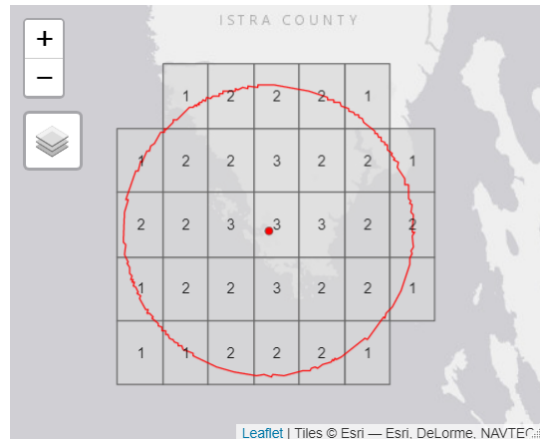 ISTRA COUNTY
+
−
1 2 2 2 1
1 2 2 3 2 2 1
2 2 3 3 3 2 2
1 2 2 3 2 2 1
1 1 2 2 2 1
Leaflet | Tiles © Esri — Esri, DeLorme, NAVTEQ